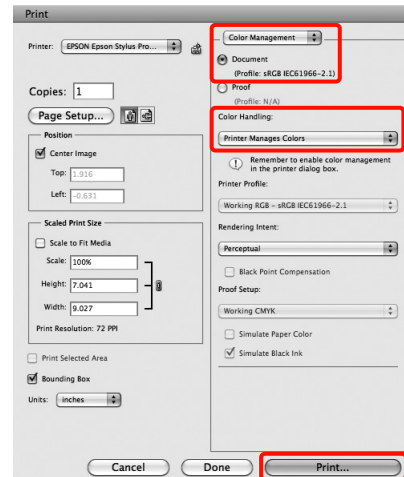 Print
Printer: EPSON Epson Stylus Pro...
Copies: 1
Page Setup...
Position
Center Image
Top: 1.916
Left: -0.631
Scaled Print Size
Scale to Fit Media
Scale: 100%
Height: 7.041
Width: 9.027
Print Resolution: 72 PPI
Print Selected Area
Bounding Box
Units: inches
Color Management
Document
(Profile: sRGB IEC61966-2.1)
Proof
(Profile: N/A)
Color Handling:
Printer Manages Colors
Remember to enable color management
in the printer dialog box.
Printer Profile:
Working RGB - sRGB IEC61966-2.1
Rendering Intent:
Perceptual
Black Point Compensation
Proof Setup:
Working CMYK
Simulate Paper Color
Simulate Black Ink
Cancel
Done
Print...